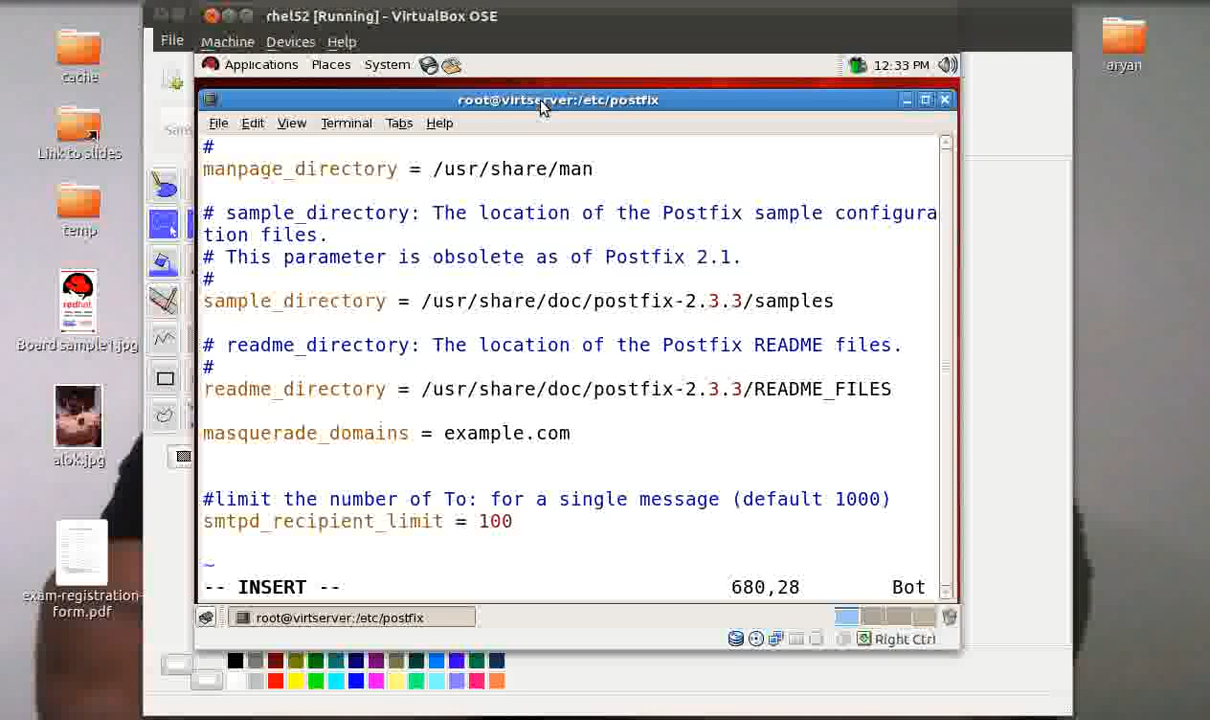 rhel52 [Running] - VirtualBox OSE
File
Machine Devices Help
Applications Places System
12:33 PM
root@virtserver:/etc/postfix
File Edit View Terminal Tabs Help
#
manpage_directory = /usr/share/man
# sample_directory: The location of the Postfix sample configura
tion files.
# This parameter is obsolete as of Postfix 2.1.
#
sample_directory = /usr/share/doc/postfix-2.3.3/samples
# readme_directory: The location of the Postfix README files.
#
readme_directory = /usr/share/doc/postfix-2.3.3/README_FILES
masquerade_domains = example.com
#limit the number of To: for a single message (default 1000)
smtpd_recipient_limit = 100
~
-- INSERT --
680,28
Bot
root@virtserver:/etc/postfix
Right Ctrl
cache
Link to slides
temp
redhat
Board sample1.jpg
alok.jpg
exam-registration-
form.pdf
aryan